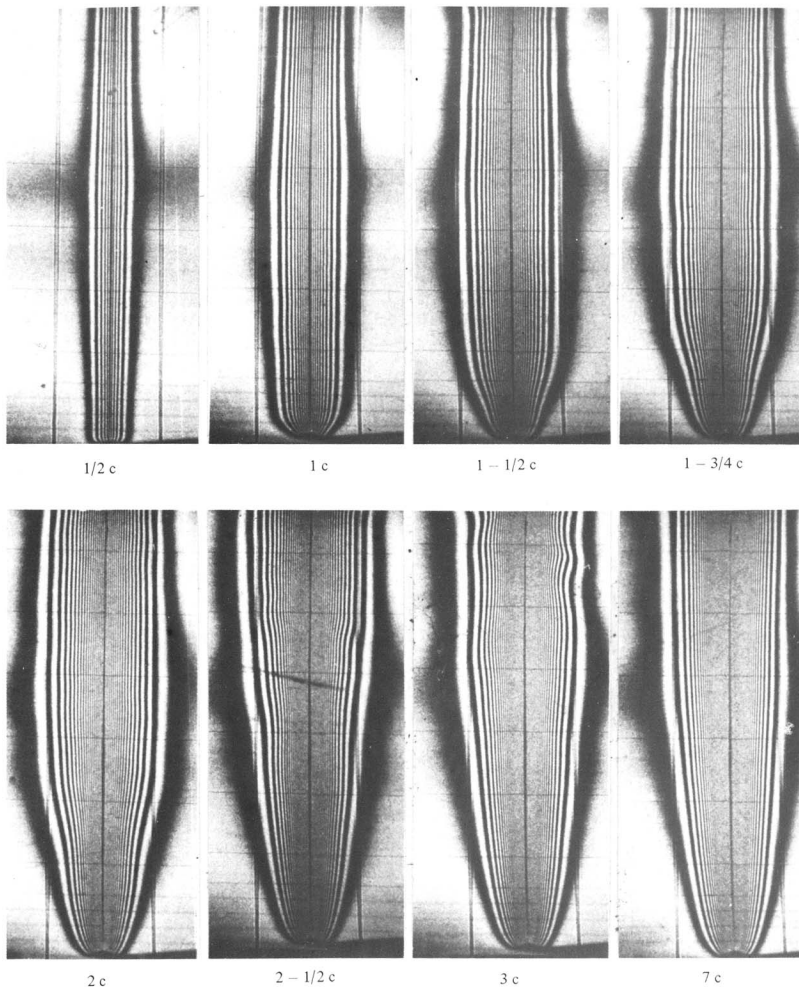 1/2 c
1 c
1 – 1/2 c
1 – 3/4 c
2 c
2 – 1/2 c
3 c
7 c